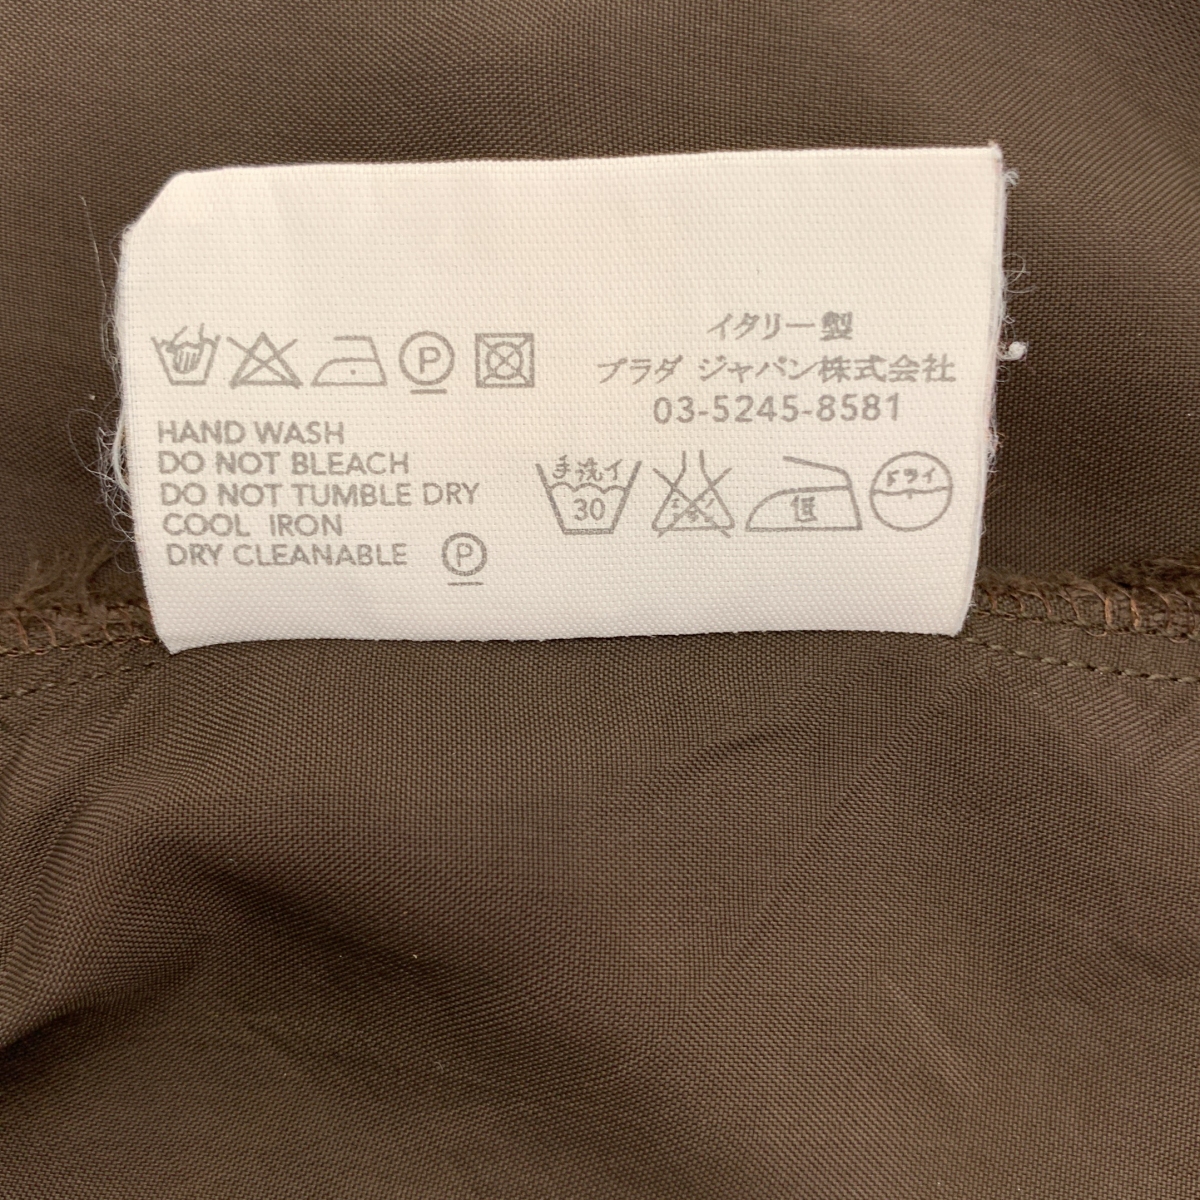 P
HAND WASH
DO NOT BLEACH
DO NOT TUMBLE DRY
COOL IRON
DRY CLEANABLE P
イタリー製
プラダ ジャパン株式会社
03-5245-8581
手洗イ
30
低
ドライ